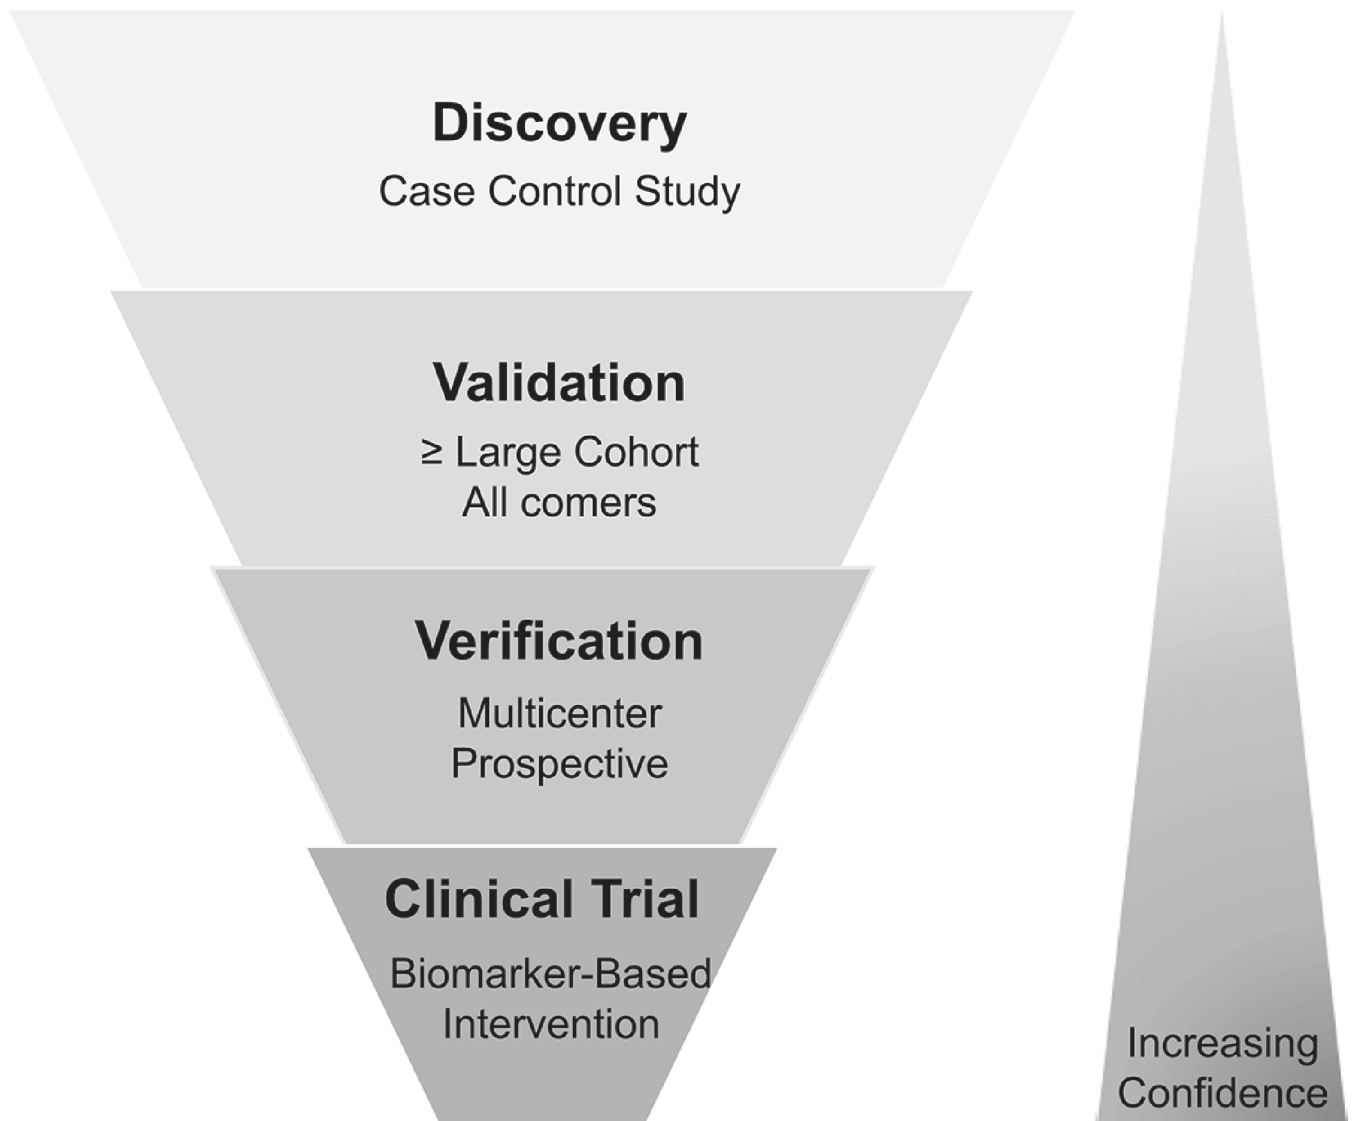 Discovery
Case Control Study
Validation
≥ Large Cohort
All comers
Verification
Multicenter
Prospective
Clinical Trial
Biomarker-Based
Intervention
Increasing
Confidence